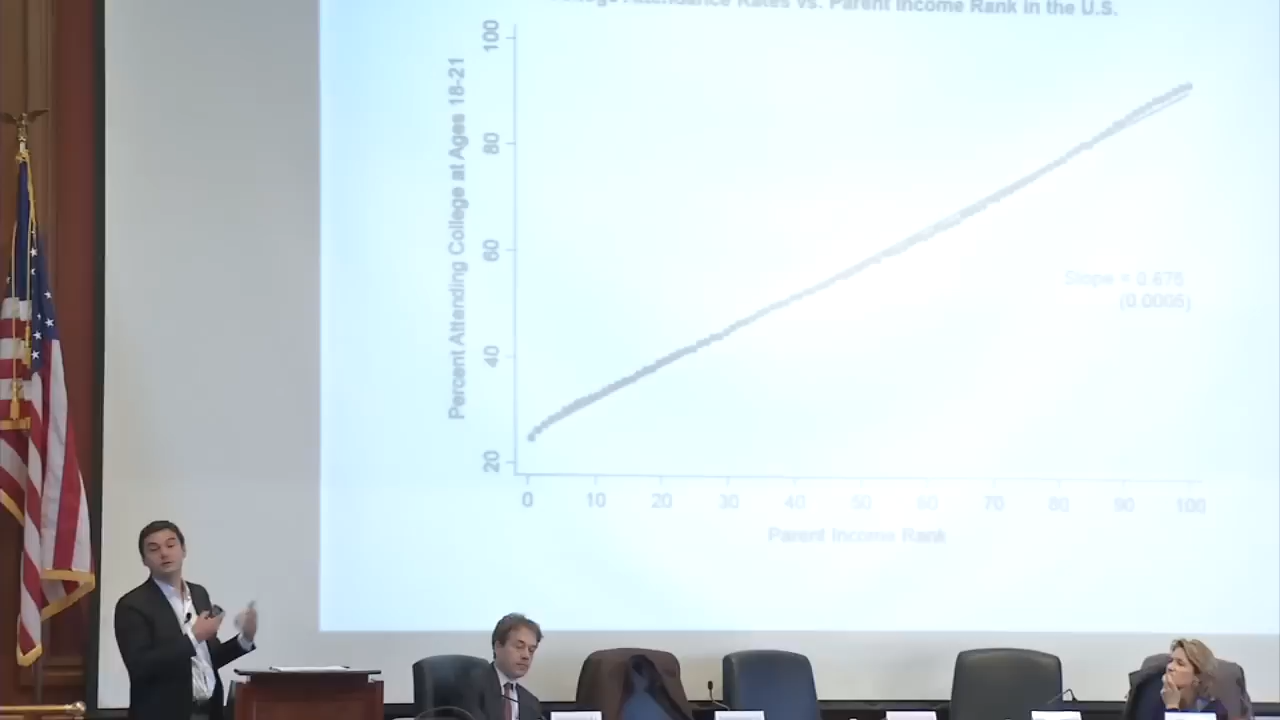 College Attendance Rates vs. Parent Income Rank in the U.S.
Percent Attending College at Ages 18-21
100
80
60
40
20
Slope = 0.675
(0.0005)
0 10 20 30 40 50 60 70 80 90 100
Parent Income Rank